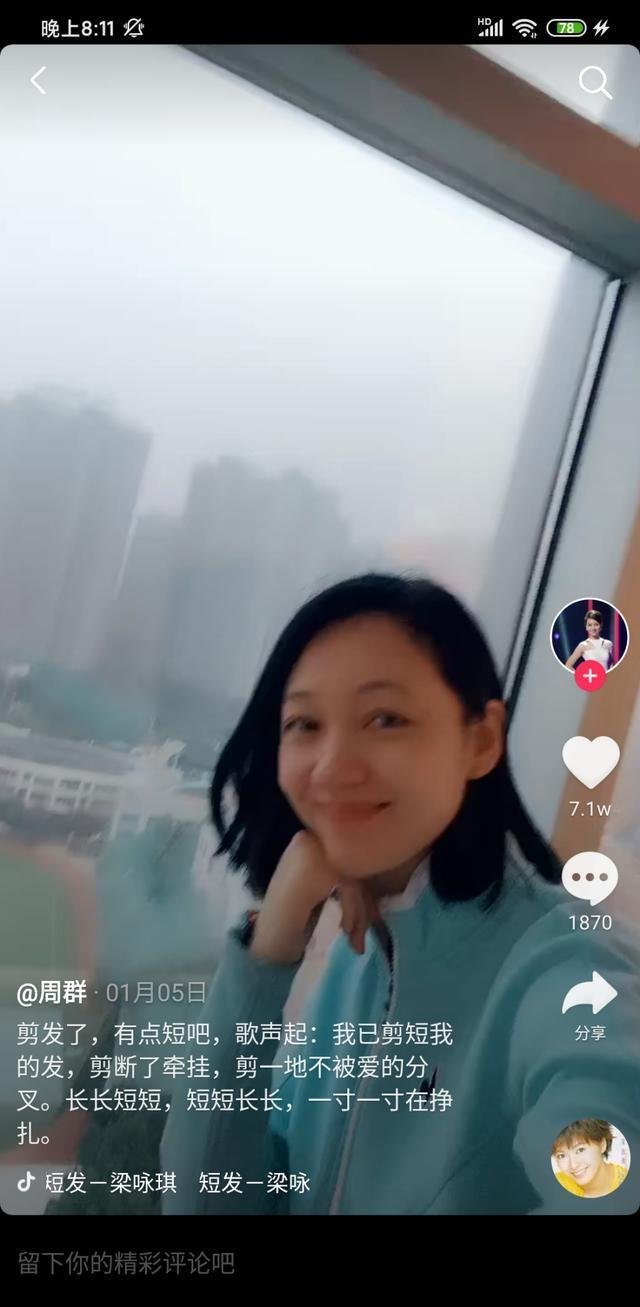 晚上8:11
HD
78
7.1w
1870
分享
@周群 · 01月05日
剪发了，有点短吧，歌声起：我已剪短我
的发，剪断了牵挂，剪一地不被爱的分
叉。长长短短，短短长长，一寸一寸在挣
扎。
短发－梁咏琪 短发－梁咏
留下你的精彩评论吧